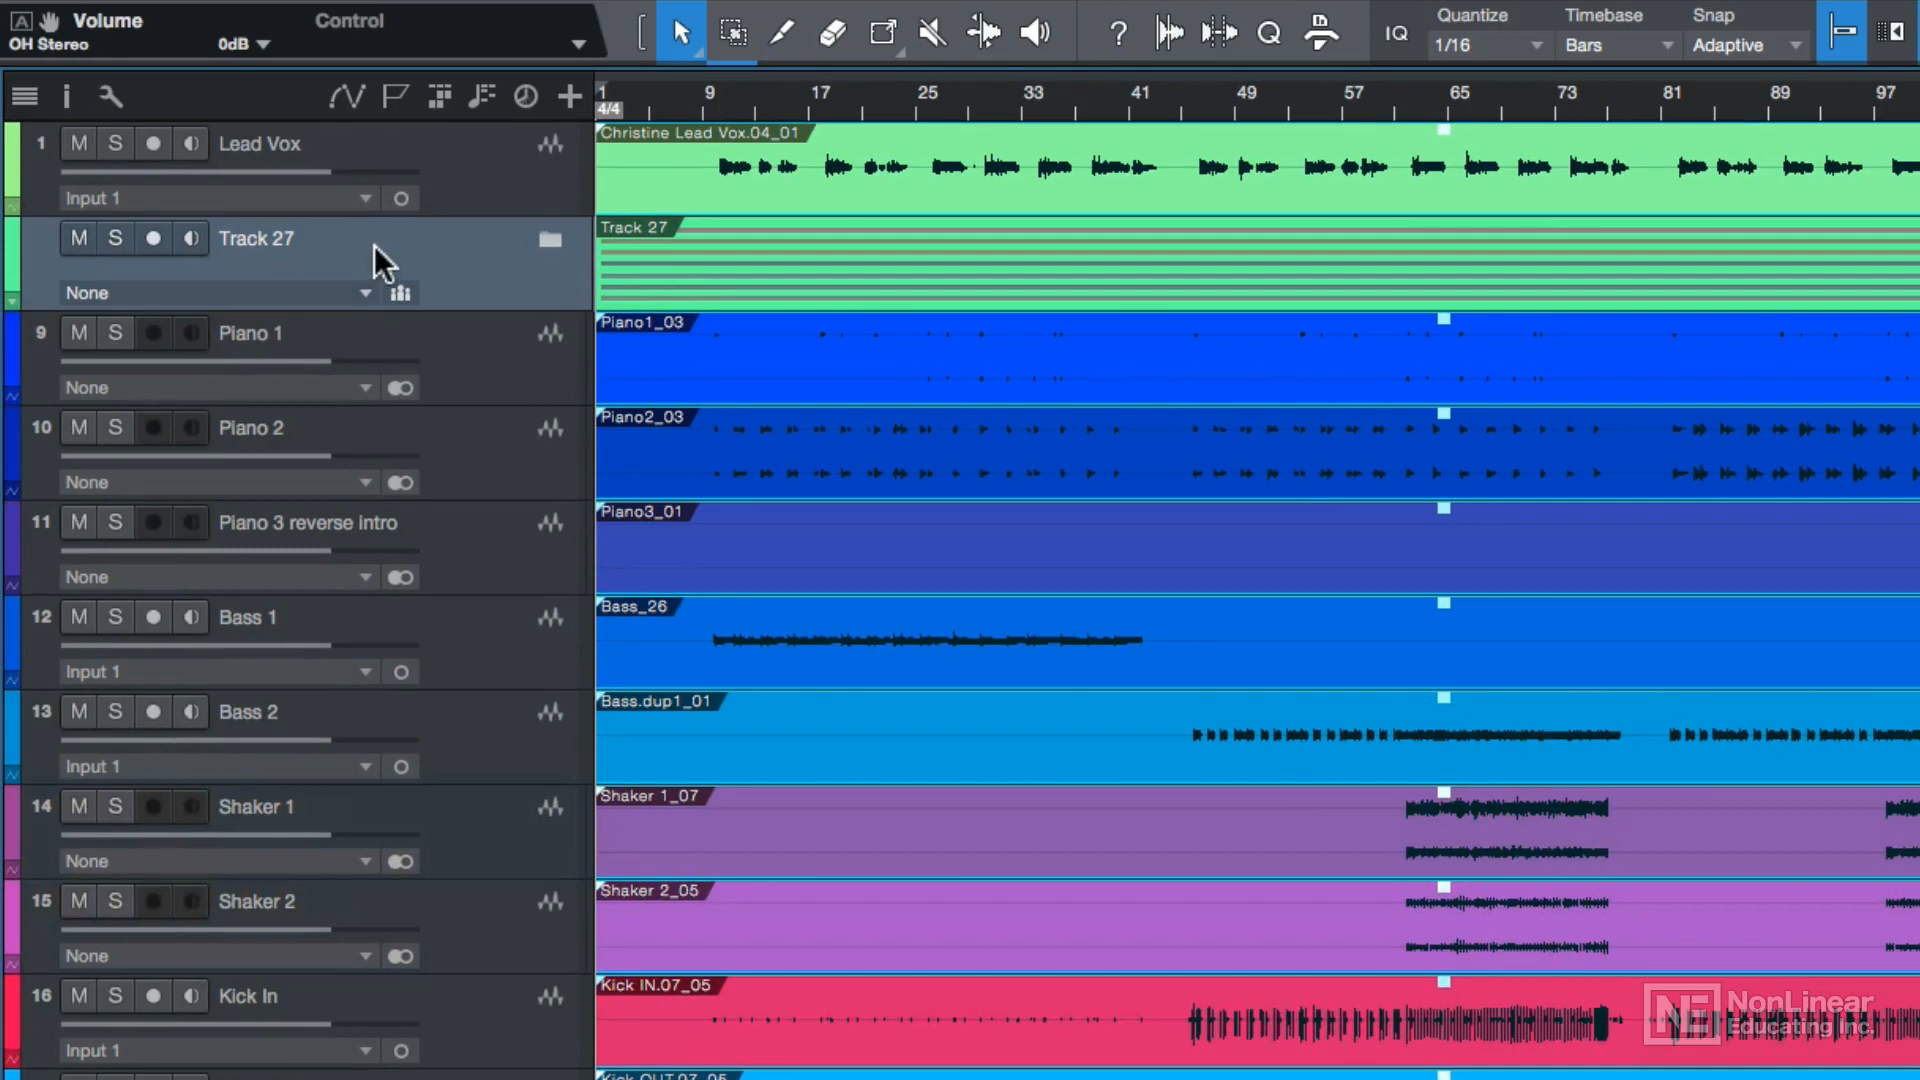 A Volume Control
OH Stereo 0dB
? Q IQ Quantize Timebase Snap
1/16 Bars Adaptive
i
1 9 17 25 33 41 49 57 65 73 81 89 97
4/4
1 M S Lead Vox
Input 1
Christine Lead Vox.04_01
M S Track 27
None
Track 27
9 M S Piano 1
None
Piano1_03
10 M S Piano 2
None
Piano2_03
11 M S Piano 3 reverse intro
None
Piano3_01
12 M S Bass 1
Input 1
Bass_26
13 M S Bass 2
Input 1
Bass.dup1_01
14 M S Shaker 1
None
Shaker 1_07
15 M S Shaker 2
None
Shaker 2_05
16 M S Kick In
Input 1
Kick IN.07_05
Kick OUT.07_05
NE NonLinear
Educating Inc.